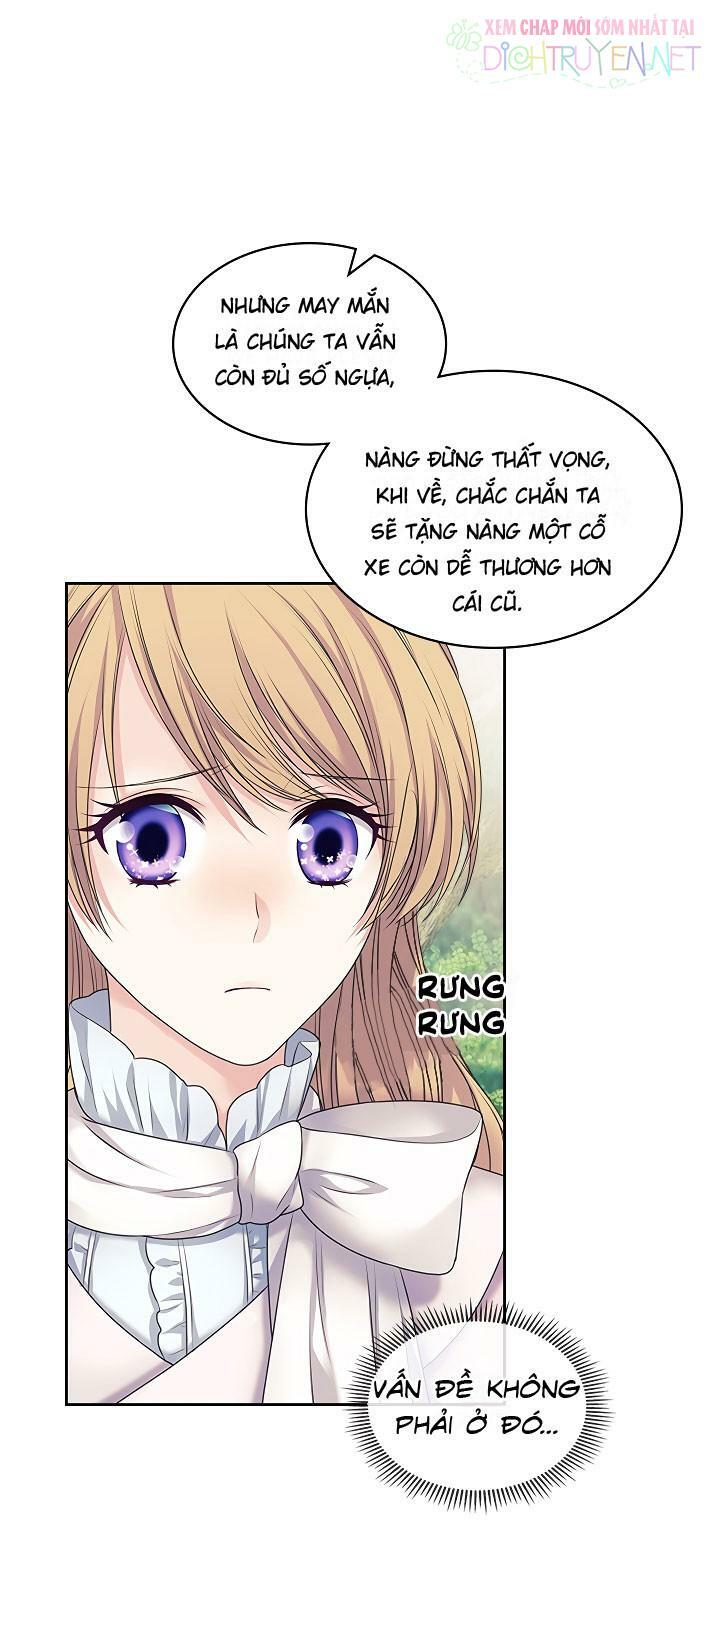 XEM CHAP MỚI SỚM NHẤT TẠI
DICHTRUYEN.NET
NHƯNG MAY MẮN
LÀ CHÚNG TA VẪN
CÒN ĐỦ SỐ NGỰA,
NÀNG ĐỪNG THẤT VỌNG,
KHI VỀ, CHẮC CHẮN TA
SẼ TẶNG NÀNG MỘT CỖ
XE CÒN DỄ THƯƠNG HƠN
CÁI CŨ.
RƯNG
RƯNG
VẤN ĐỀ KHÔNG
PHẢI Ở ĐÓ...